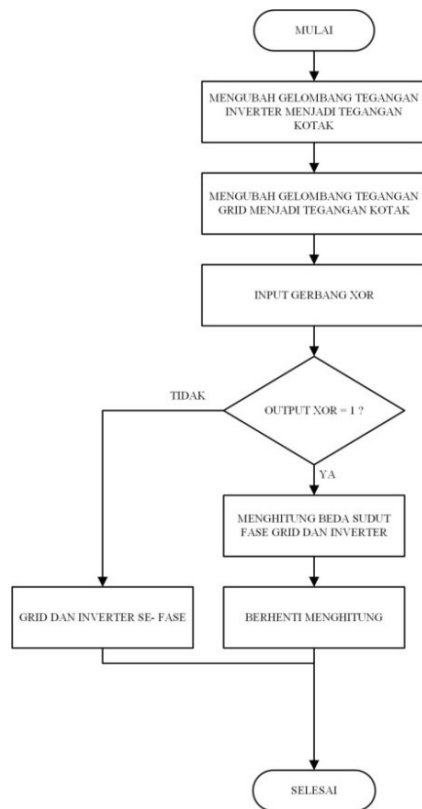 MULAI
MENGUBAH GELOMBANG TEGANGAN
INVERTER MENJADI TEGANGAN
KOTAK
MENGUBAH GELOMBANG TEGANGAN
GRID MENJADI TEGANGAN KOTAK
INPUT GERBANG XOR
TIDAK
OUTPUT XOR = 1 ?
YA
MENGHITUNG BEDA SUDUT
FASE GRID DAN INVERTER
GRID DAN INVERTER SE- FASE
BERHENTI MENGHITUNG
SELESAI